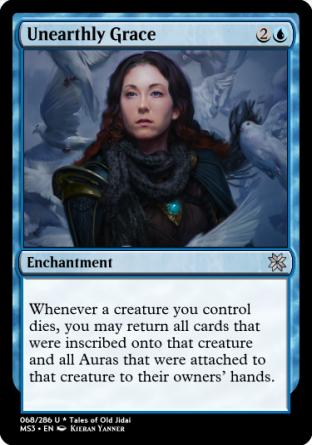 Unearthly Grace 2
Enchantment
Whenever a creature you control
dies, you may return all cards that
were inscribed onto that creature
and all Auras that were attached to
that creature to their owners' hands.
068/286 U * Tales of Old Jidai
MS3 • EN Kieran Yanner